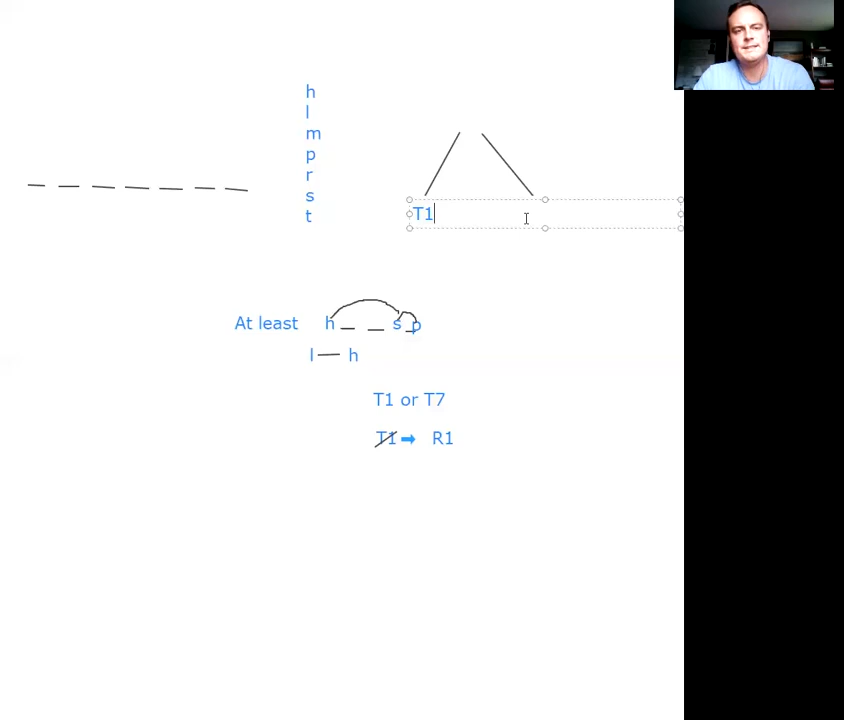 h
l
m
p
r
s
t
T1
At least h _ _ s p
l — h
T1 or T7
T1 ➡ R1